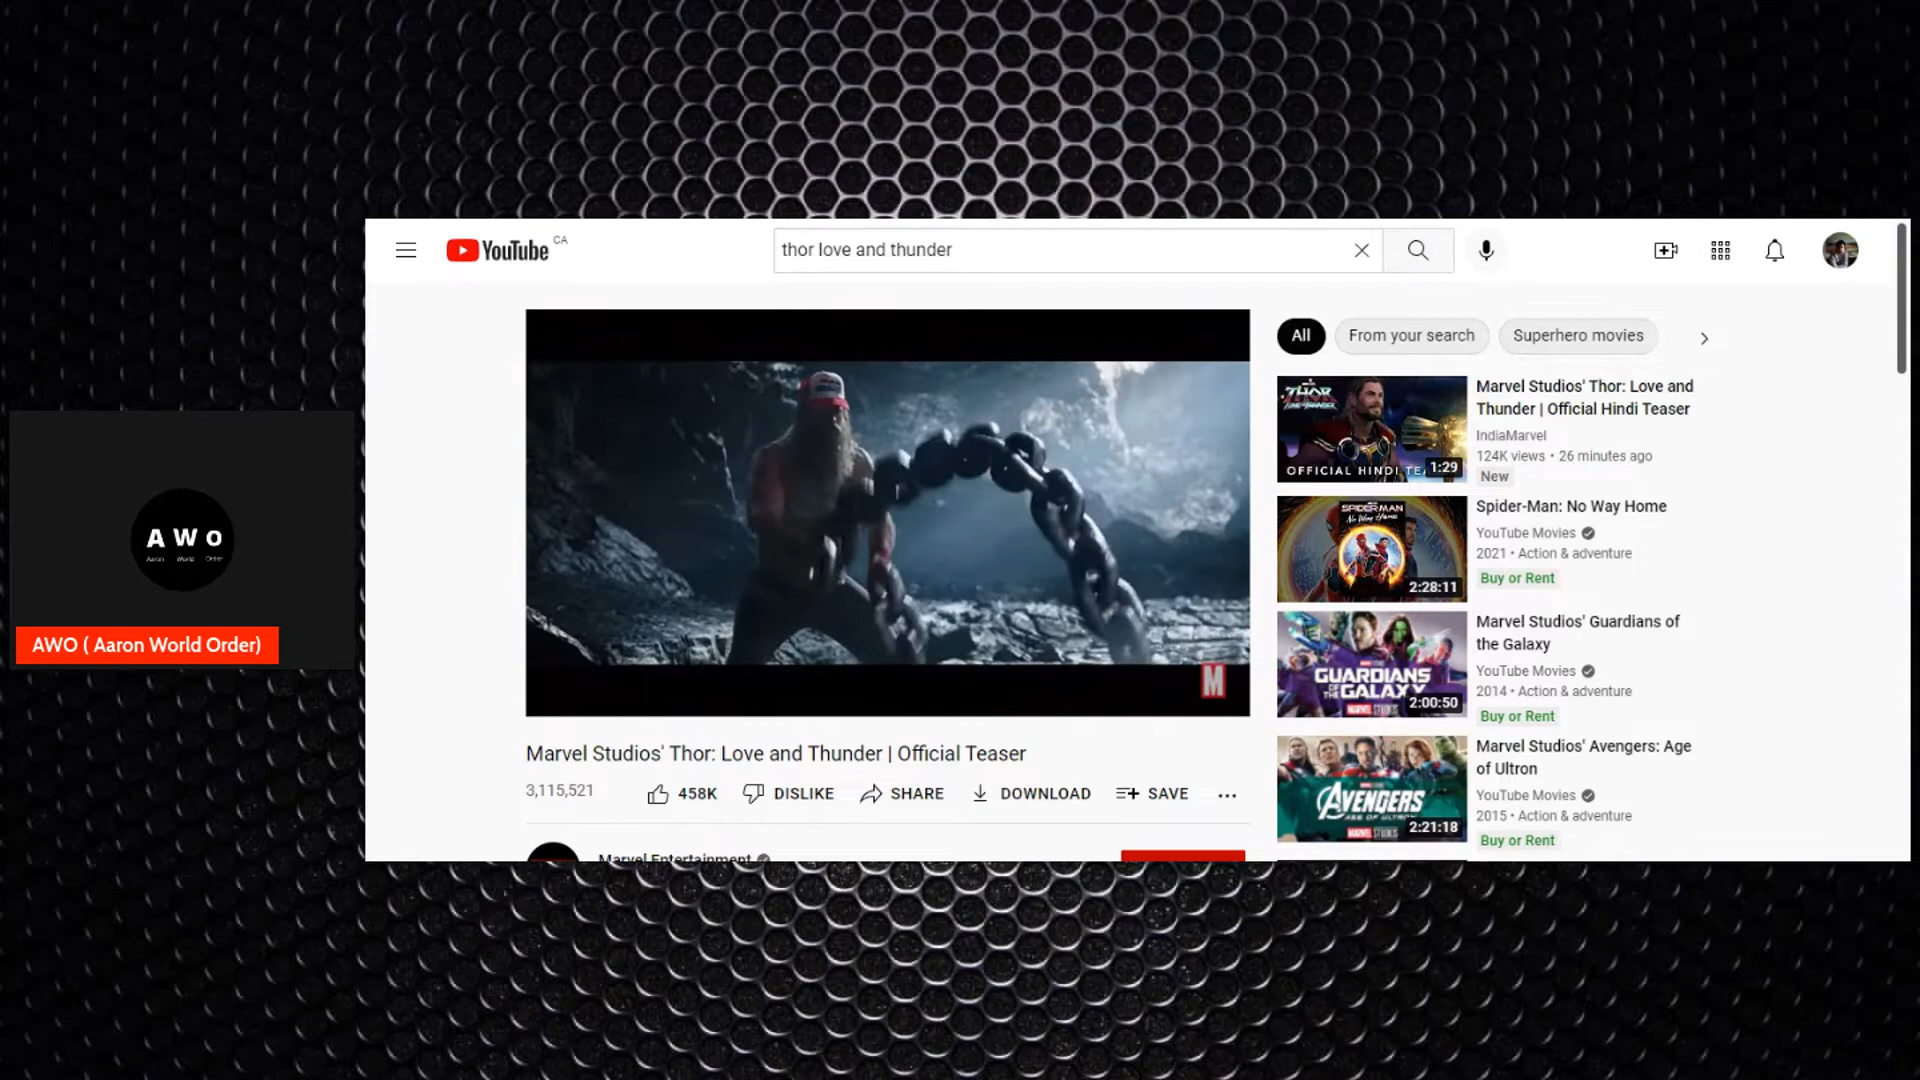 YouTube CA
thor love and thunder
All
From your search
Superhero movies
THOR
OFFICIAL HINDI TE
1:29
Marvel Studios' Thor: Love and
Thunder | Official Hindi Teaser
IndiaMarvel
124K views • 26 minutes ago
New
SPIDER-MAN
No Way Home
2:28:11
Spider-Man: No Way Home
YouTube Movies
2021 • Action & adventure
Buy or Rent
GUARDIANS
OF THE GALAXY
MARVEL STUDIOS
2:00:50
Marvel Studios' Guardians of
the Galaxy
YouTube Movies
2014 • Action & adventure
Buy or Rent
AVENGERS
AGE OF ULTRON
MARVEL STUDIOS
2:21:18
Marvel Studios' Avengers: Age
of Ultron
YouTube Movies
2015 • Action & adventure
Buy or Rent
M
Marvel Studios' Thor: Love and Thunder | Official Teaser
3,115,521
458K
DISLIKE
SHARE
DOWNLOAD
SAVE
Marvel Entertainment
A W O
Aaron World Order
AWO ( Aaron World Order)